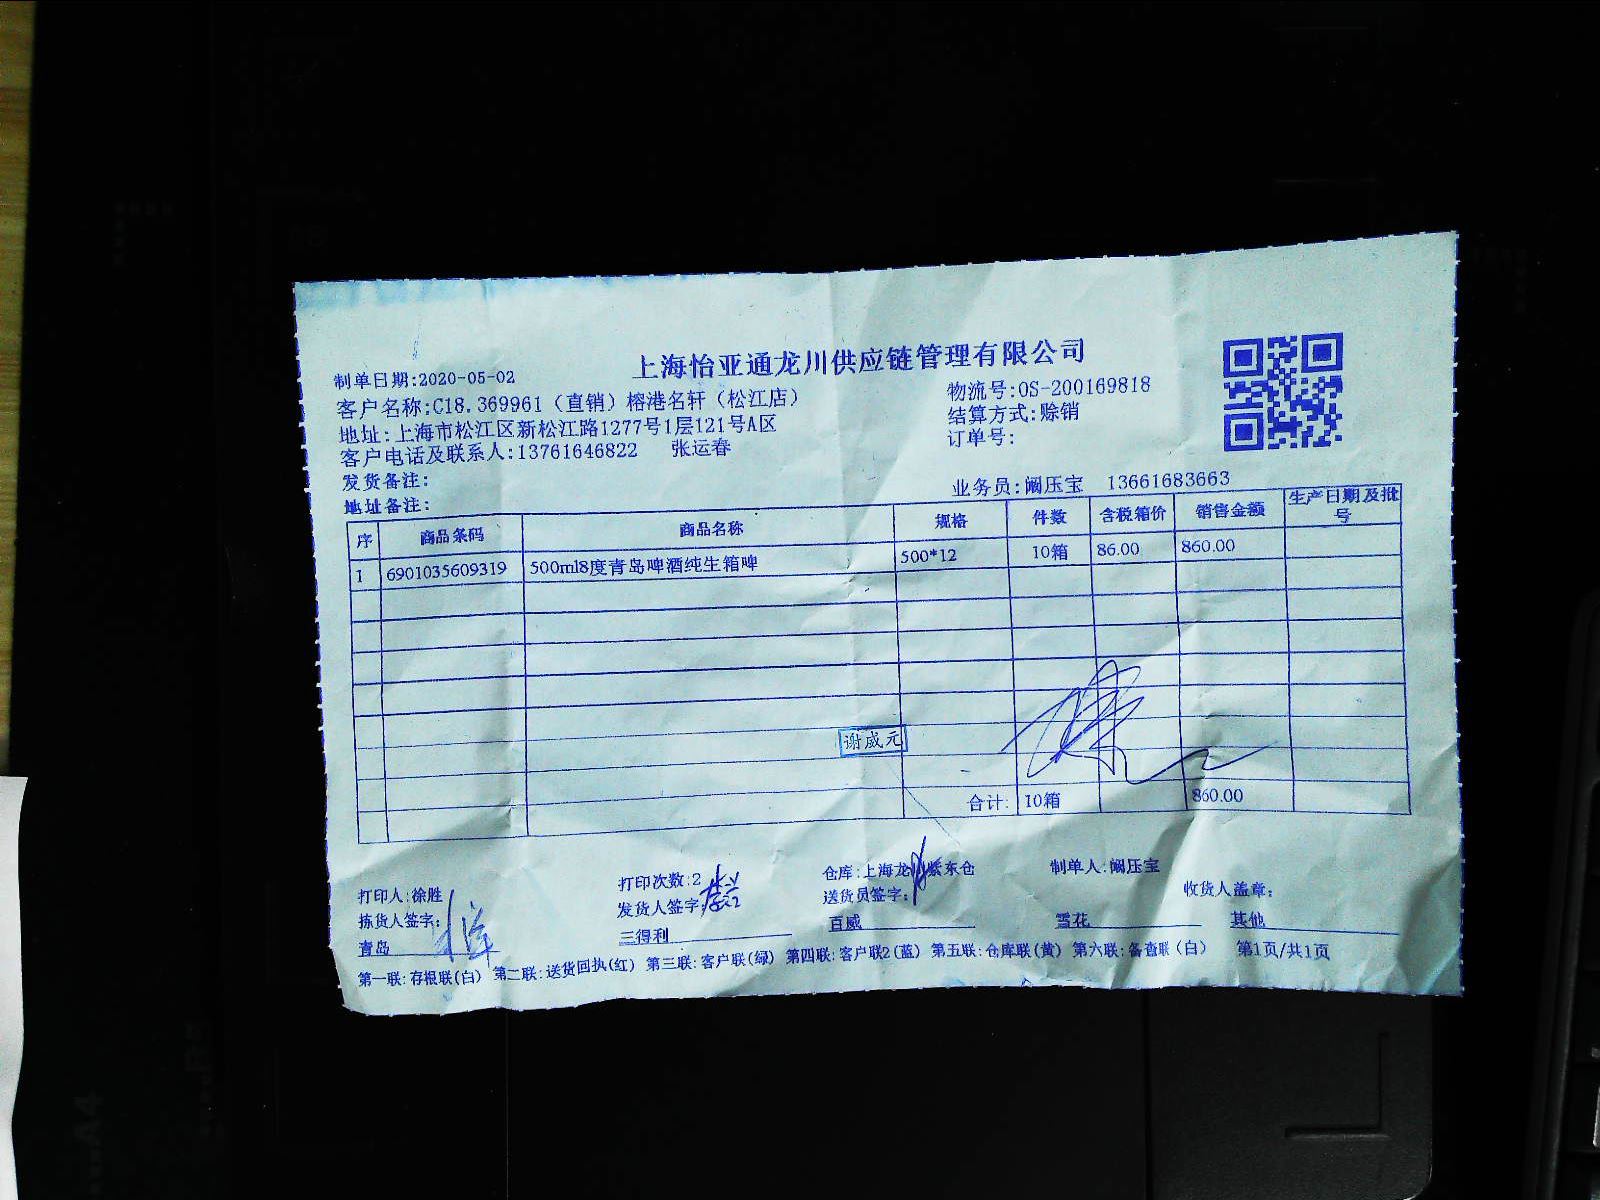 上海怡亚通龙川供应链管理有限公司
制单日期:2020-05-02
物流号:OS-200169818
客户名称:C18.369961（直销）榕港名轩（松江店）
结算方式:赊销
地址:上海市松江区新松江路1277号1层121号A区
订单号:
客户电话及联系人:13761646822 张运春
发货备注:
业务员:阚压宝 13661683663
地址备注:
序 商品条码 商品名称 规格 件数 含税箱价 销售金额 生产日期及批号
1 6901035609319 500ml8度青岛啤酒纯生箱啤 500*12 10箱 86.00 860.00
谢威元
合计: 10箱 860.00
打印人:徐胜 打印次数:2 仓库:上海龙 紫东仓 制单人:阚压宝
拣货人签字: 发货人签字: 送货员签字: 收货人盖章:
青岛 三得利 百威 雪花 其他
第一联:存根联(白) 第二联:送货回执(红) 第三联:客户联(绿) 第四联:客户联2(蓝) 第五联:仓库联(黄) 第六联:备查联(白) 第1页/共1页